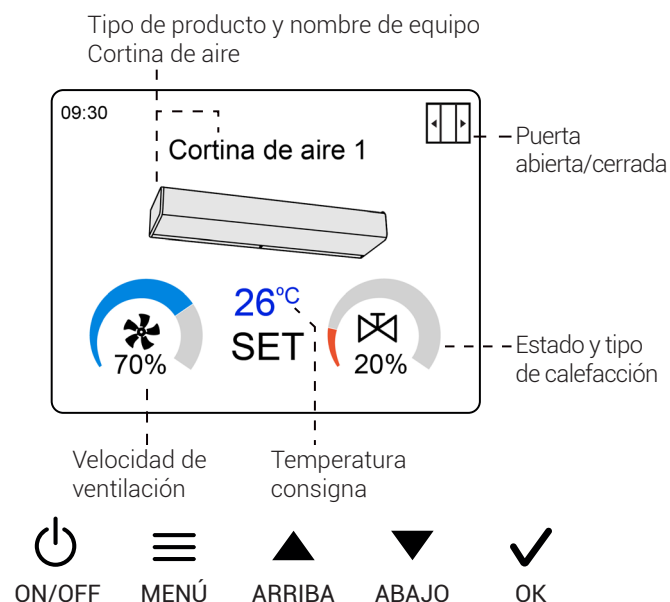 Tipo de producto y nombre de equipo
Cortina de aire
09:30
Cortina de aire 1
Puerta
abierta/cerrada
26°C
SET
70%
20%
Estado y tipo
de calefacción
Velocidad de
ventilación
Temperatura
consigna
ON/OFF
MENÚ
ARRIBA
ABAJO
OK